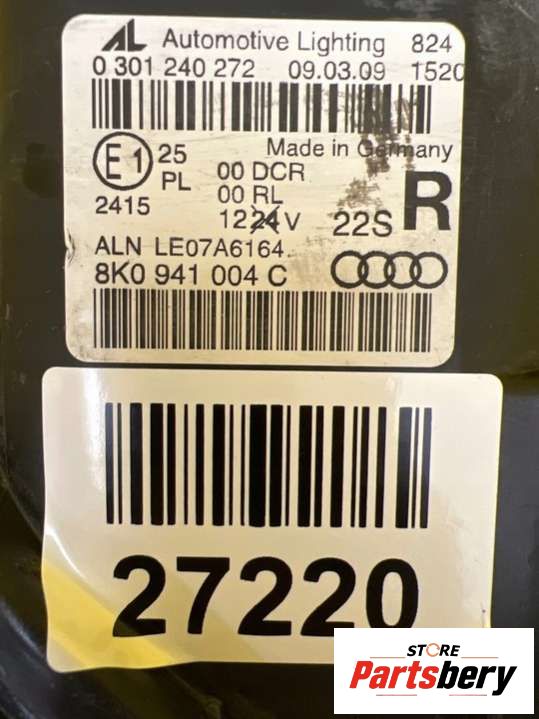 AL Automotive Lighting 824
0 301 240 272 09.03.09 1520
Made in Germany
E1 25 PL 00 DCR
00 RL
2415 1224V 22S R
ALN LE07A6164
8K0 941 004 C
27220
STORE
Partsbery